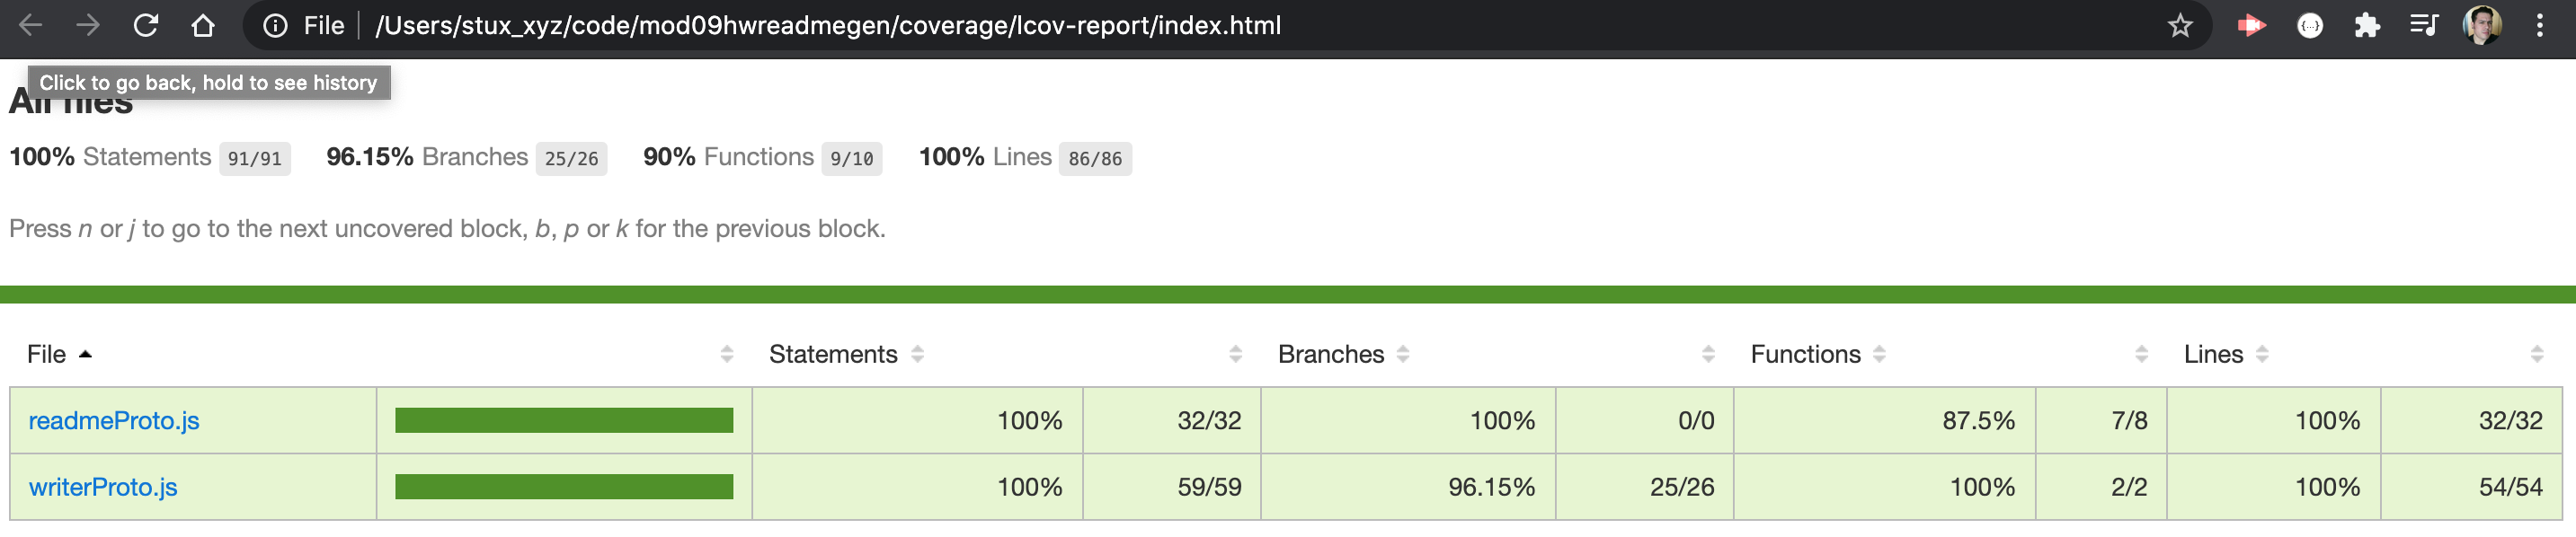 File /Users/stux_xyz/code/mod09hwreadmegen/coverage/lcov-report/index.html
Click to go back, hold to see history
All files
100% Statements 91/91 96.15% Branches 25/26 90% Functions 9/10 100% Lines 86/86
Press n or j to go to the next uncovered block, b, p or k for the previous block.
File Statements Branches Functions Lines
readmeProto.js 100% 32/32 100% 0/0 87.5% 7/8 100% 32/32
writerProto.js 100% 59/59 96.15% 25/26 100% 2/2 100% 54/54